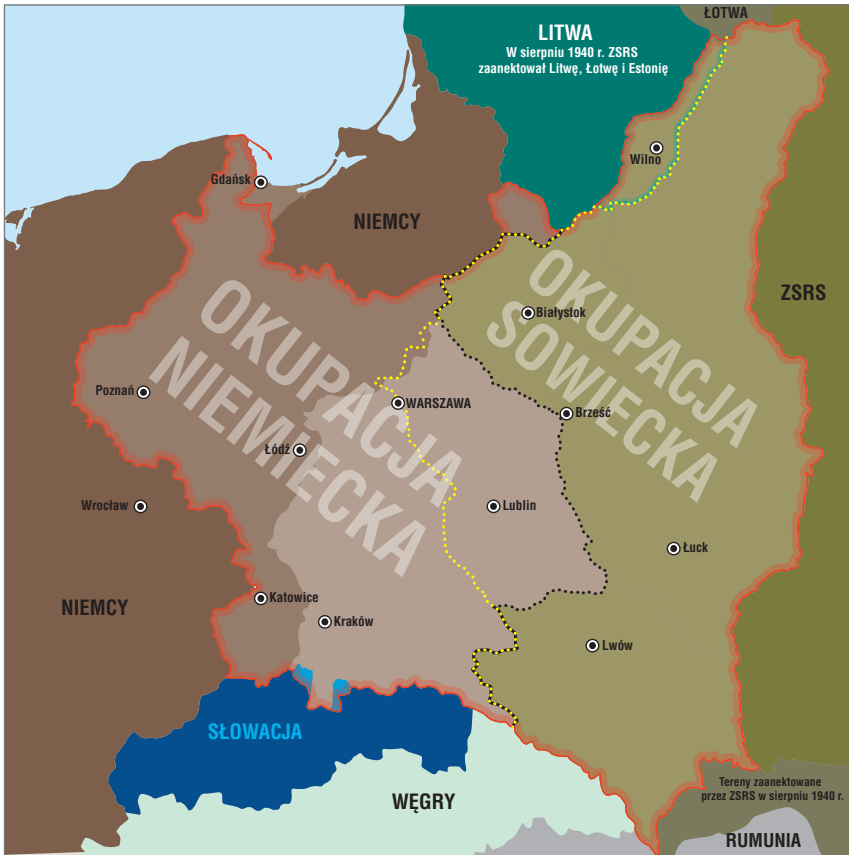 ŁOTWA
LITWA
W sierpniu 1940 r. ZSRS
zaanektował Litwę, Łotwę i Estonię
Wilno
Gdańsk
NIEMCY
ZSRS
OKUPACJA
NIEMIECKA
OKUPACJA
SOWIECKA
Białystok
Poznań
WARSZAWA
Brześć
Łódź
Wrocław
Lublin
Łuck
NIEMCY
Katowice
Kraków
Lwów
SŁOWACJA
WĘGRY
Tereny zaanektowane
przez ZSRS w sierpniu 1940 r.
RUMUNIA